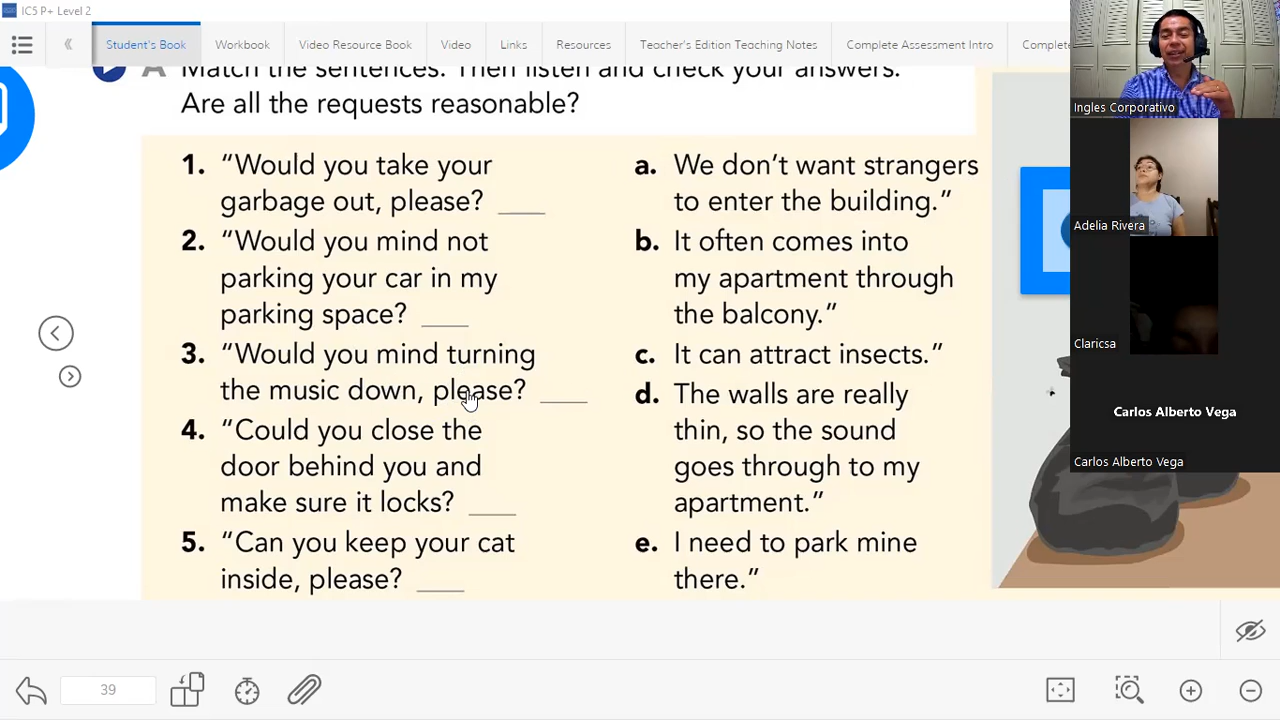 IC5 P+ Level 2
Student's Book
Workbook
Video Resource Book
Video
Links
Resources
Teacher's Edition
Teaching Notes
Complete Assessment Intro
Complete
A Match the sentences. Then listen and check your answers.
Are all the requests reasonable?
1. “Would you take your
garbage out, please?
2. “Would you mind not
parking your car in my
parking space?
3. “Would you mind turning
the music down, please?
4. “Could you close the
door behind you and
make sure it locks?
5. “Can you keep your cat
inside, please?
a. We don’t want strangers
to enter the building.”
b. It often comes into
my apartment through
the balcony.”
c. It can attract insects.”
d. The walls are really
thin, so the sound
goes through to my
apartment.”
e. I need to park mine
there.”
Ingles Corporativo
Adelia Rivera
Claricsa
Carlos Alberto Vega
Carlos Alberto Vega
39